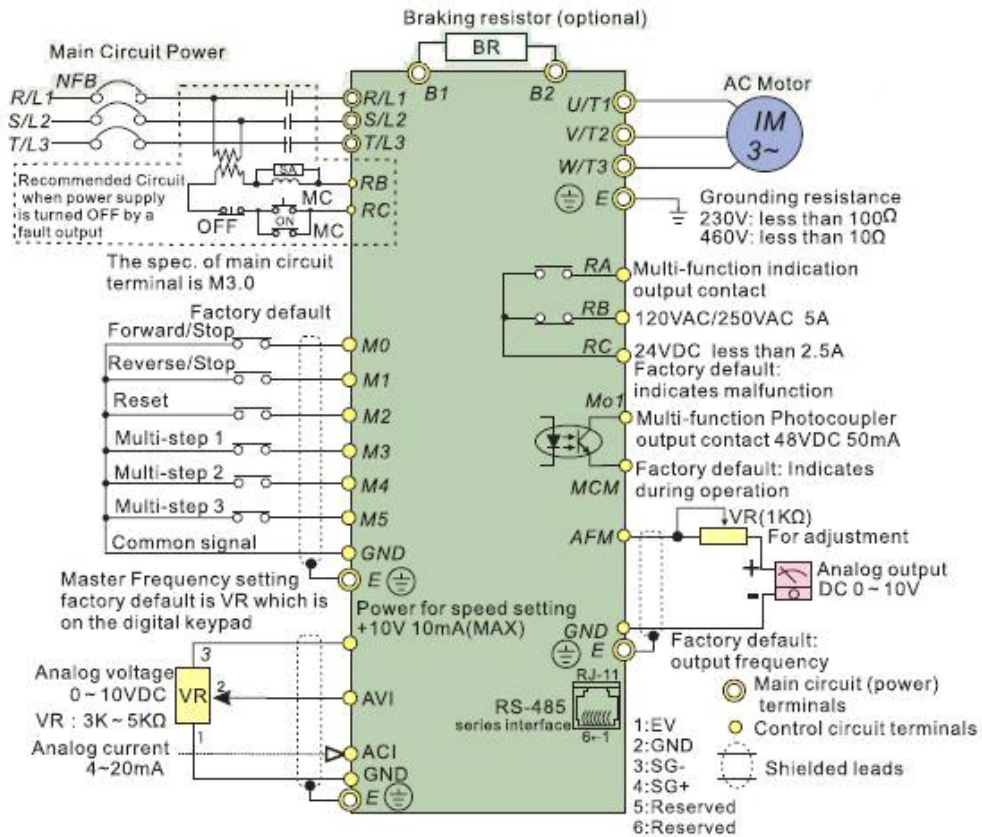 Braking resistor (optional)
BR
Main Circuit Power
NFB
B1
B2
AC Motor
R/L1
R/L1
U/T1
S/L2
S/L2
V/T2
IM
3~
T/L3
T/L3
W/T3
Recommended Circuit
when power supply
is turned OFF by a
fault output
SA
MC
RB
OFF
ON
MC
RC
E
Grounding resistance
230V: less than 100Ω
460V: less than 10Ω
The spec. of main circuit
terminal is M3.0
RA
Multi-function indication
output contact
RB
120VAC/250VAC 5A
RC
24VDC less than 2.5A
Factory default:
indicates malfunction
Factory default
Forward/Stop
M0
Reverse/Stop
M1
Reset
M2
Multi-step 1
M3
Multi-step 2
M4
Multi-step 3
M5
Common signal
GND
E
Mo1
Multi-function Photocoupler
output contact 48VDC 50mA
MCM
Factory default: Indicates
during operation
AFM
VR(1KΩ)
For adjustment
+
-
Analog output
DC 0~10V
GND
E
Factory default:
output frequency
Master Frequency setting
factory default is VR which is
on the digital keypad
Power for speed setting
+10V 10mA(MAX)
3
Analog voltage
0~10VDC
VR : 3K~5KΩ
VR
2
1
AVI
Analog current
4~20mA
ACI
GND
E
RJ-11
RS-485
series interface
6←1
1:EV
2:GND
3:SG-
4:SG+
5:Reserved
6:Reserved
Main circuit (power)
terminals
Control circuit terminals
Shielded leads